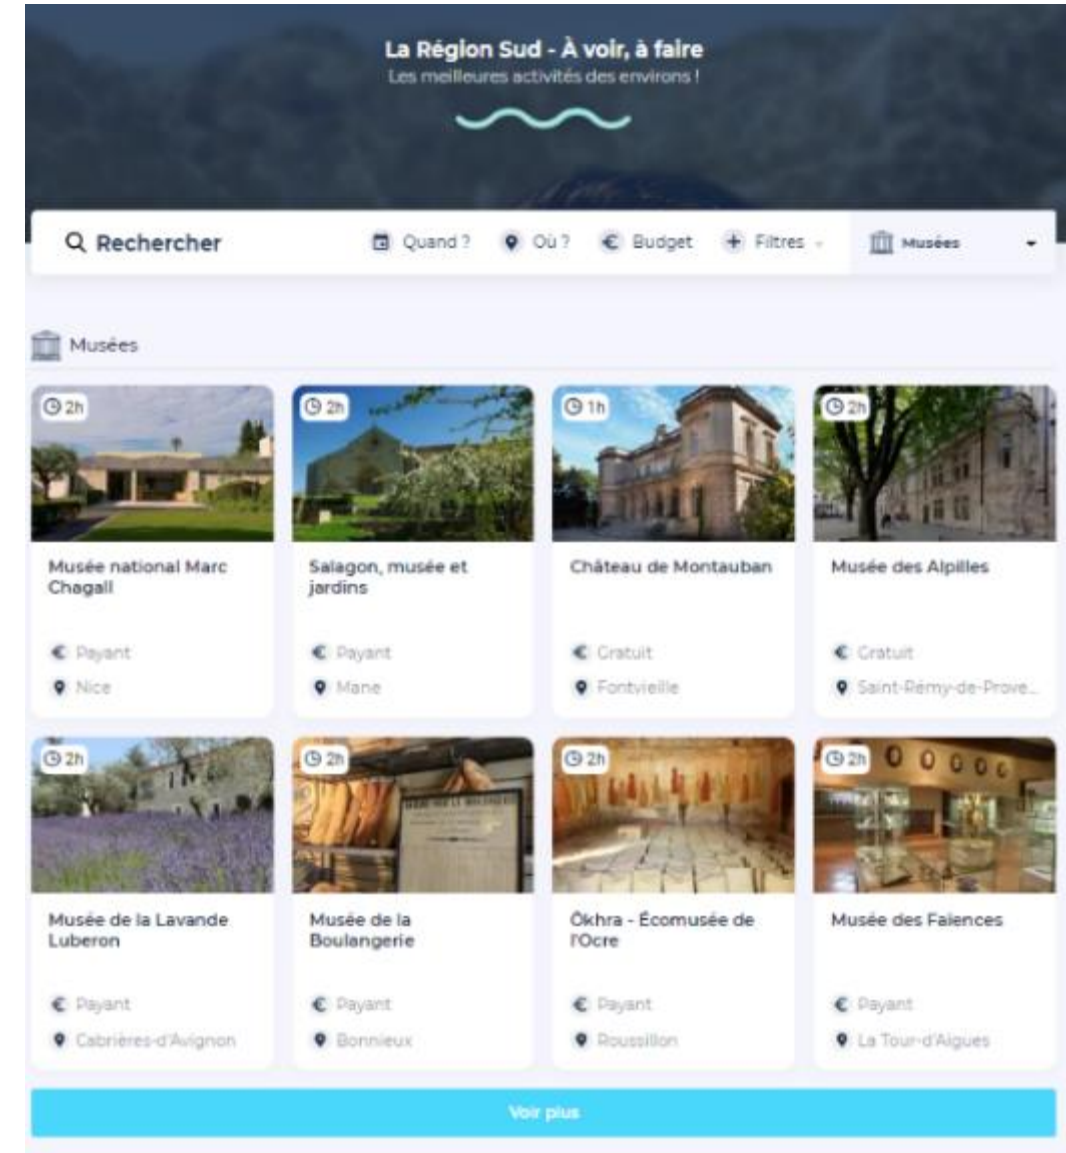 La Région Sud - À voir, à faire
Les meilleures activités des environs !
Rechercher Quand ? Où ? Budget Filtres Musées
Musées
2h 2h 1h 2h
Musée national Marc Chagall
Payant
Nice
Salagon, musée et jardins
Payant
Mane
Château de Montauban
Gratuit
Fontvieille
Musée des Alpilles
Gratuit
Saint-Rémy-de-Prove...
2h 2h 2h 2h
Musée de la Lavande Luberon
Payant
Cabrières-d'Avignon
Musée de la Boulangerie
Payant
Bonnieux
Ôkhra - Écomusée de l'Ocre
Payant
Roussillon
Musée des Faïences
Payant
La Tour-d'Aigues
Voir plus